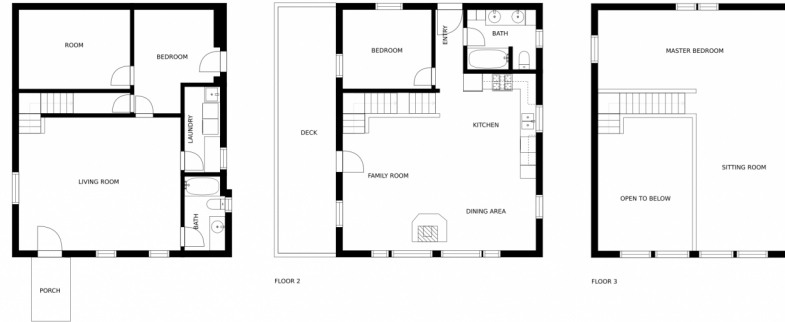 ROOM
BEDROOM
LAUNDRY
LIVING ROOM
BATH
PORCH
BEDROOM
ENTRY
BATH
KITCHEN
DECK
FAMILY ROOM
DINING AREA
FLOOR 2
MASTER BEDROOM
SITTING ROOM
OPEN TO BELOW
FLOOR 3